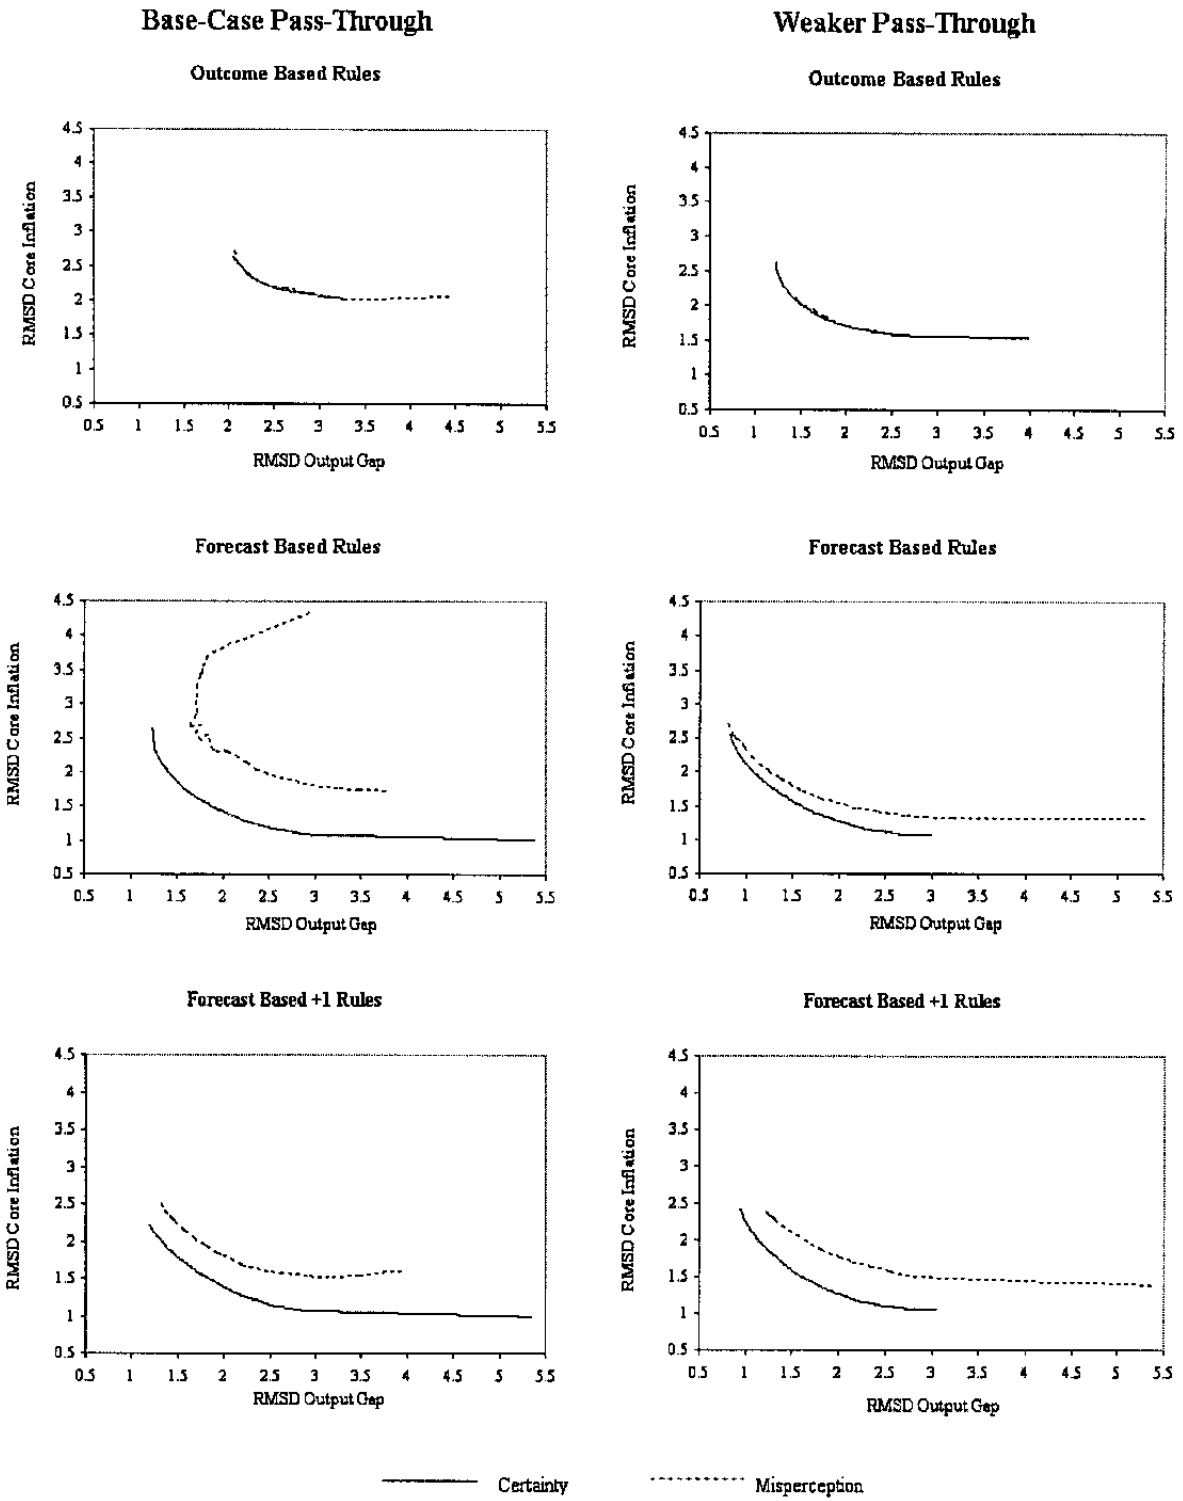 Base-Case Pass-Through
Weaker Pass-Through
Outcome Based Rules
Outcome Based Rules
RMSD Core Inflation
4.5
4
3.5
3
2.5
2
1.5
1
0.5
0.5 1 1.5 2 2.5 3 3.5 4 4.5 5 5.5
RMSD Output Gap
RMSD Core Inflation
4.5
4
3.5
3
2.5
2
1.5
1
0.5
0.5 1 1.5 2 2.5 3 3.5 4 4.5 5 5.5
RMSD Output Gap
Forecast Based Rules
Forecast Based Rules
RMSD Core Inflation
4.5
4
3.5
3
2.5
2
1.5
1
0.5
0.5 1 1.5 2 2.5 3 3.5 4 4.5 5 5.5
RMSD Output Gap
RMSD Core Inflation
4.5
4
3.5
3
2.5
2
1.5
1
0.5
0.5 1 1.5 2 2.5 3 3.5 4 4.5 5 5.5
RMSD Output Gap
Forecast Based +1 Rules
Forecast Based +1 Rules
RMSD Core Inflation
4.5
4
3.5
3
2.5
2
1.5
1
0.5
0.5 1 1.5 2 2.5 3 3.5 4 4.5 5 5.5
RMSD Output Gap
RMSD Core Inflation
4.5
4
3.5
3
2.5
2
1.5
1
0.5
0.5 1 1.5 2 2.5 3 3.5 4 4.5 5 5.5
RMSD Output Gap
Certainty
Misperception